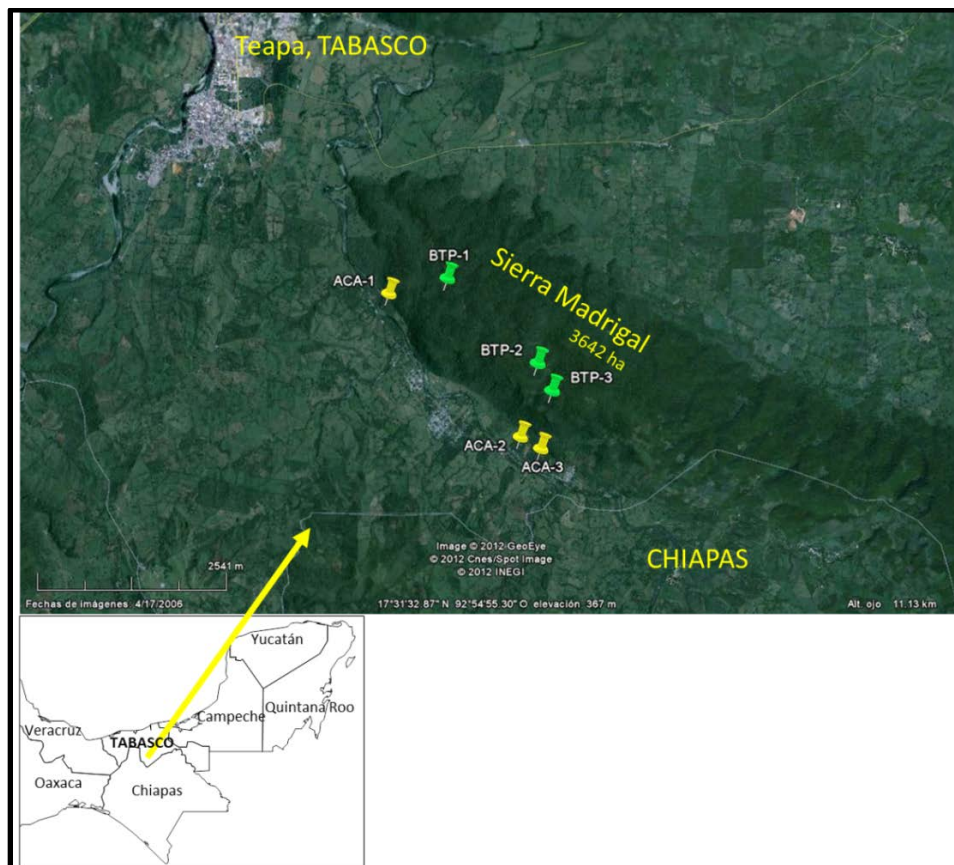 Teapa, TABASCO
BTP-1
ACA-1
Sierra Madrigal
3642 ha
BTP-2
BTP-3
ACA-2
ACA-3
Image © 2012 GeoEye
© 2012 Cnes/Spot Image
© 2012 INEGI
CHIAPAS
2541 m
Fechas de imágenes: 4/17/2006
17°31'32.87" N 92°54'55.30" O elevación 367 m
Alt. ojo 11.13 km
Yucatán
Quintana Roo
Campeche
Veracruz
TABASCO
Oaxaca
Chiapas